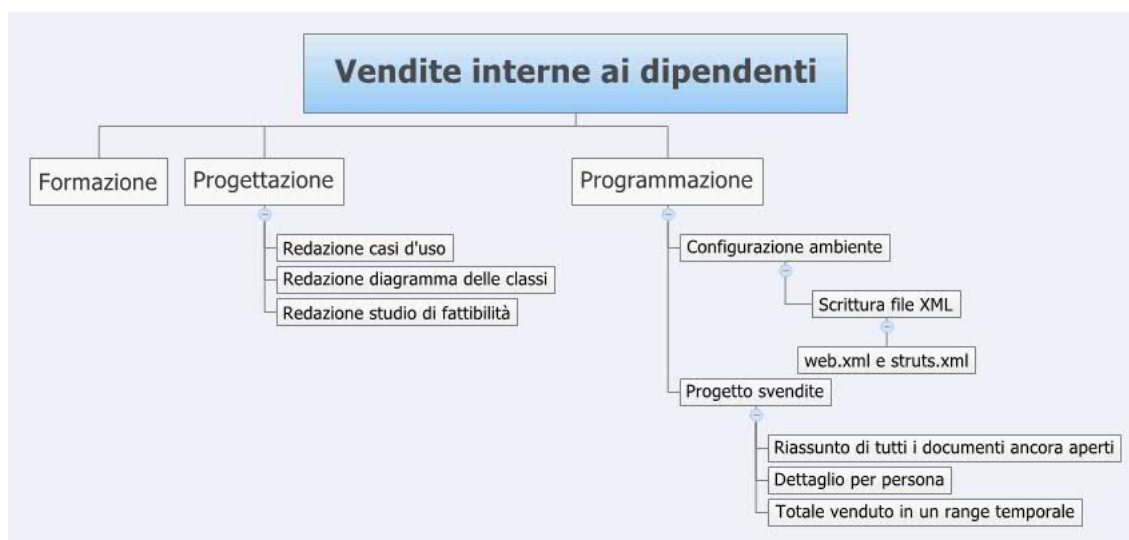 Vendite interne ai dipendenti
Formazione
Progettazione
Redazione casi d'uso
Redazione diagramma delle classi
Redazione studio di fattibilità
Programmazione
Configurazione ambiente
Scrittura file XML
web.xml e struts.xml
Progetto svendite
Riassunto di tutti i documenti ancora aperti
Dettaglio per persona
Totale venduto in un range temporale